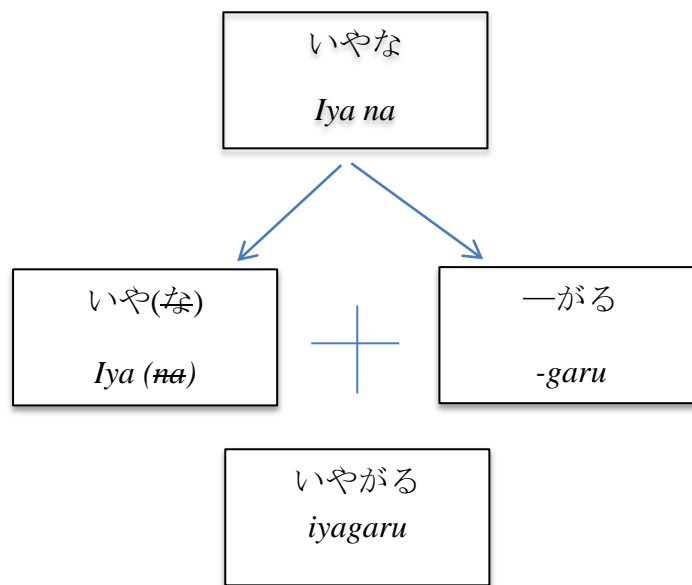 いやな
Iya na
いや(な)
Iya (na)
—がる
-garu
いやがる
iyagaru